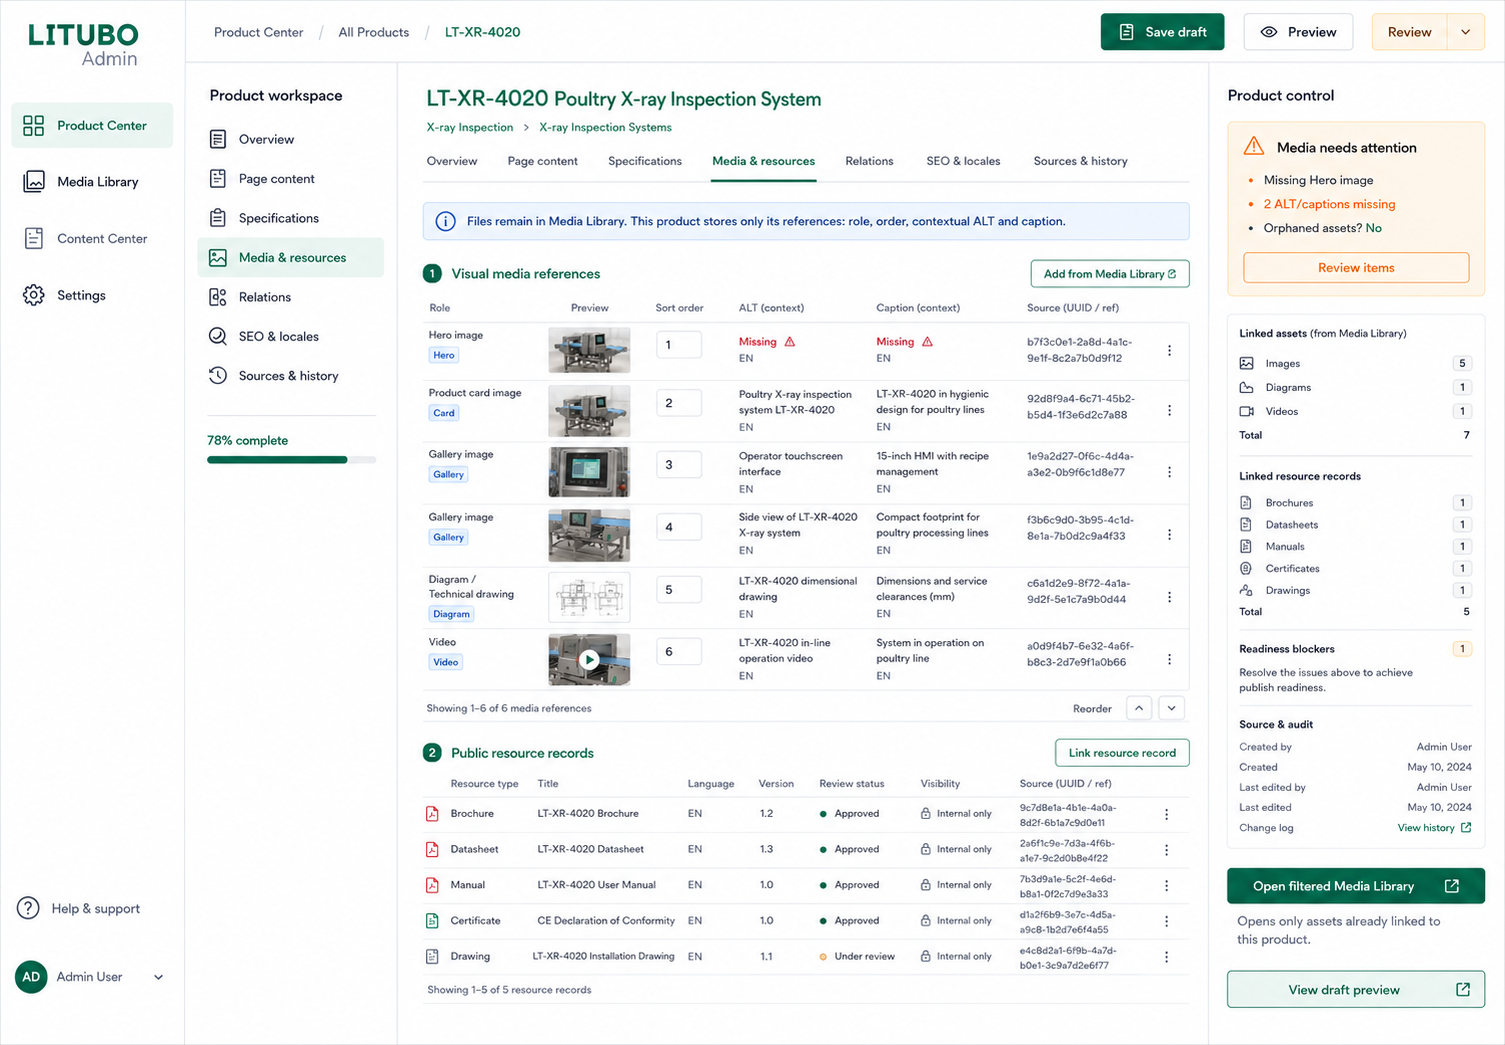 LITUBO
Admin
Product Center
Media Library
Content Center
Settings
Help & support
AD
Admin User
Product Center / All Products / LT-XR-4020
Save draft
Preview
Review
Product workspace
Overview
Page content
Specifications
Media & resources
Relations
SEO & locales
Sources & history
78% complete
LT-XR-4020 Poultry X-ray Inspection System
X-ray Inspection > X-ray Inspection Systems
Overview Page content Specifications Media & resources Relations SEO & locales Sources & history
Files remain in Media Library. This product stores only its references: role, order, contextual ALT and caption.
1 Visual media references
Add from Media Library
Role Preview Sort order ALT (context) Caption (context) Source (UUID / ref)
Hero image
Hero
1
Missing
EN
Missing
EN
b7f3c0e1-2a8d-4a1c-
9e1f-8c2a7b0d9f12
Product card image
Card
2
Poultry X-ray inspection
system LT-XR-4020
EN
LT-XR-4020 in hygienic
design for poultry lines
EN
92d8f9a4-6c71-45b2-
b5d4-1f3e6d2c7a88
Gallery image
Gallery
3
Operator touchscreen
interface
EN
15-inch HMI with recipe
management
EN
1e9a2d27-0f6c-4d4a-
a3e2-0b9f6c1d8e77
Gallery image
Gallery
4
Side view of LT-XR-4020
X-ray system
EN
Compact footprint for
poultry processing lines
EN
f3b6c9d0-3b95-4c1d-
8e1a-7b0d2c9a4f33
Diagram /
Technical drawing
Diagram
5
LT-XR-4020 dimensional
drawing
EN
Dimensions and service
clearances (mm)
EN
c6a1d2e9-8f72-4a1a-
9d2f-5e1c7a9b0d44
Video
Video
6
LT-XR-4020 in-line
operation video
EN
System in operation on
poultry line
EN
a0d9f4b7-6e32-4a6f-
b8c3-2d7e9f1a0b66
Showing 1–6 of 6 media references
Reorder
2 Public resource records
Link resource record
Resource type Title Language Version Review status Visibility Source (UUID / ref)
Brochure LT-XR-4020 Brochure EN 1.2 Approved Internal only
9c7d8e1a-4b1e-4a0a-
8d2f-6b1a7c9d0e11
Datasheet LT-XR-4020 Datasheet EN 1.3 Approved Internal only
2a6f1c9e-7d3a-4f6b-
a1e7-9c2d0b8e4f22
Manual LT-XR-4020 User Manual EN 1.0 Approved Internal only
7b3d9a1e-5c2f-4e6d-
b8a1-0f2c7d9e3a33
Certificate CE Declaration of Conformity EN 1.0 Approved Internal only
d1a2f6b9-3e7c-4d5a-
a9c8-1b2d7e6f4a55
Drawing LT-XR-4020 Installation Drawing EN 1.1 Under review Internal only
e4c8d2a1-6f9b-4a7d-
b0e1-3c9a7d2e6f77
Showing 1–5 of 5 resource records
Product control
Media needs attention
• Missing Hero image
• 2 ALT/captions missing
• Orphaned assets? No
Review items
Linked assets (from Media Library)
Images 5
Diagrams 1
Videos 1
Total 7
Linked resource records
Brochures 1
Datasheets 1
Manuals 1
Certificates 1
Drawings 1
Total 5
Readiness blockers 1
Resolve the issues above to achieve
publish readiness.
Source & audit
Created by Admin User
Created May 10, 2024
Last edited by Admin User
Last edited May 10, 2024
Change log View history
Open filtered Media Library
Opens only assets already linked to
this product.
View draft preview